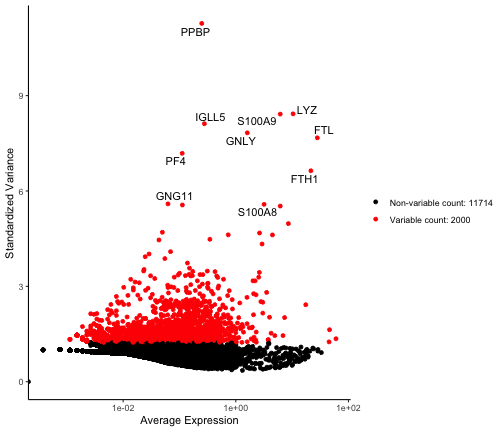 PPBP
IGLL5
S100A9
LYZ
GNLY
FTL
PF4
FTH1
GNG11
S100A8
Standardized Variance
9
6
3
0
1e-02
1e+00
1e+02
Average Expression
Non-variable count: 11714
Variable count: 2000